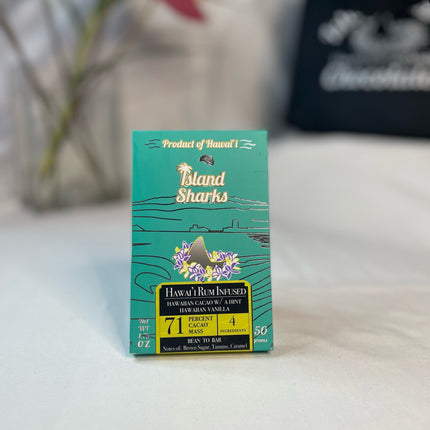 Product of Hawai'i
Island
Sharks
HAWAI'I RUM INFUSED
HAWAIIAN CACAO W/ A HINT
HAWAIIAN VANILLA
71 PERCENT CACAO MASS
4 INGREDIENTS
BEAN TO BAR
Notes of: Brown Sugar, Tannins, Caramel
Net
WT
OZ
50
grams